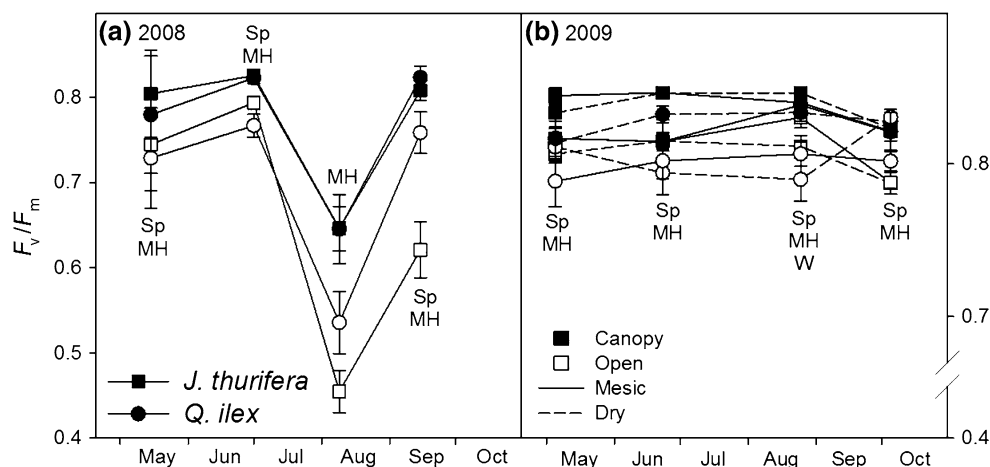 (a) 2008
(b) 2009
Sp
MH
MH
Sp
MH
Sp
MH
Sp
MH
Sp
MH
Sp
MH
W
Sp
MH
0.8
0.7
0.6
0.5
0.4
Fv/Fm
J. thurifera
Q. ilex
Canopy
Open
Mesic
Dry
0.8
0.7
0.4
May Jun Jul Aug Sep Oct
May Jun Jul Aug Sep Oct